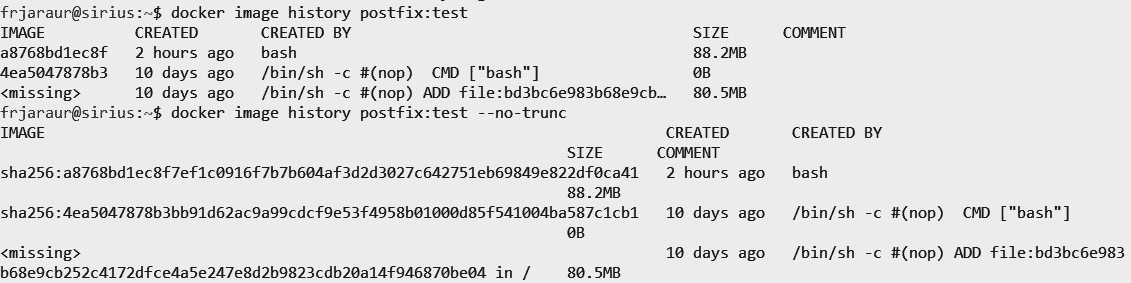 frjaraur@sirius:~$ docker image history postfix:test
IMAGE CREATED CREATED BY SIZE COMMENT
a8768bd1ec8f 2 hours ago bash 88.2MB
4ea5047878b3 10 days ago /bin/sh -c #(nop) CMD ["bash"] 0B
<missing> 10 days ago /bin/sh -c #(nop) ADD file:bd3bc6e983b68e9cb… 80.5MB
frjaraur@sirius:~$ docker image history postfix:test --no-trunc
IMAGE CREATED CREATED BY
SIZE COMMENT
sha256:a8768bd1ec8f7ef1c0916f7b7b604af3d2d3027c642751eb69849e822df0ca41 2 hours ago bash
88.2MB
sha256:4ea5047878b3bb91d62ac9a99cdcf9e53f4958b01000d85f541004ba587c1cb1 10 days ago /bin/sh -c #(nop) CMD ["bash"]
0B
<missing> 10 days ago /bin/sh -c #(nop) ADD file:bd3bc6e983
b68e9cb252c4172dfce4a5e247e8d2b9823cdb20a14f946870be04 in / 80.5MB